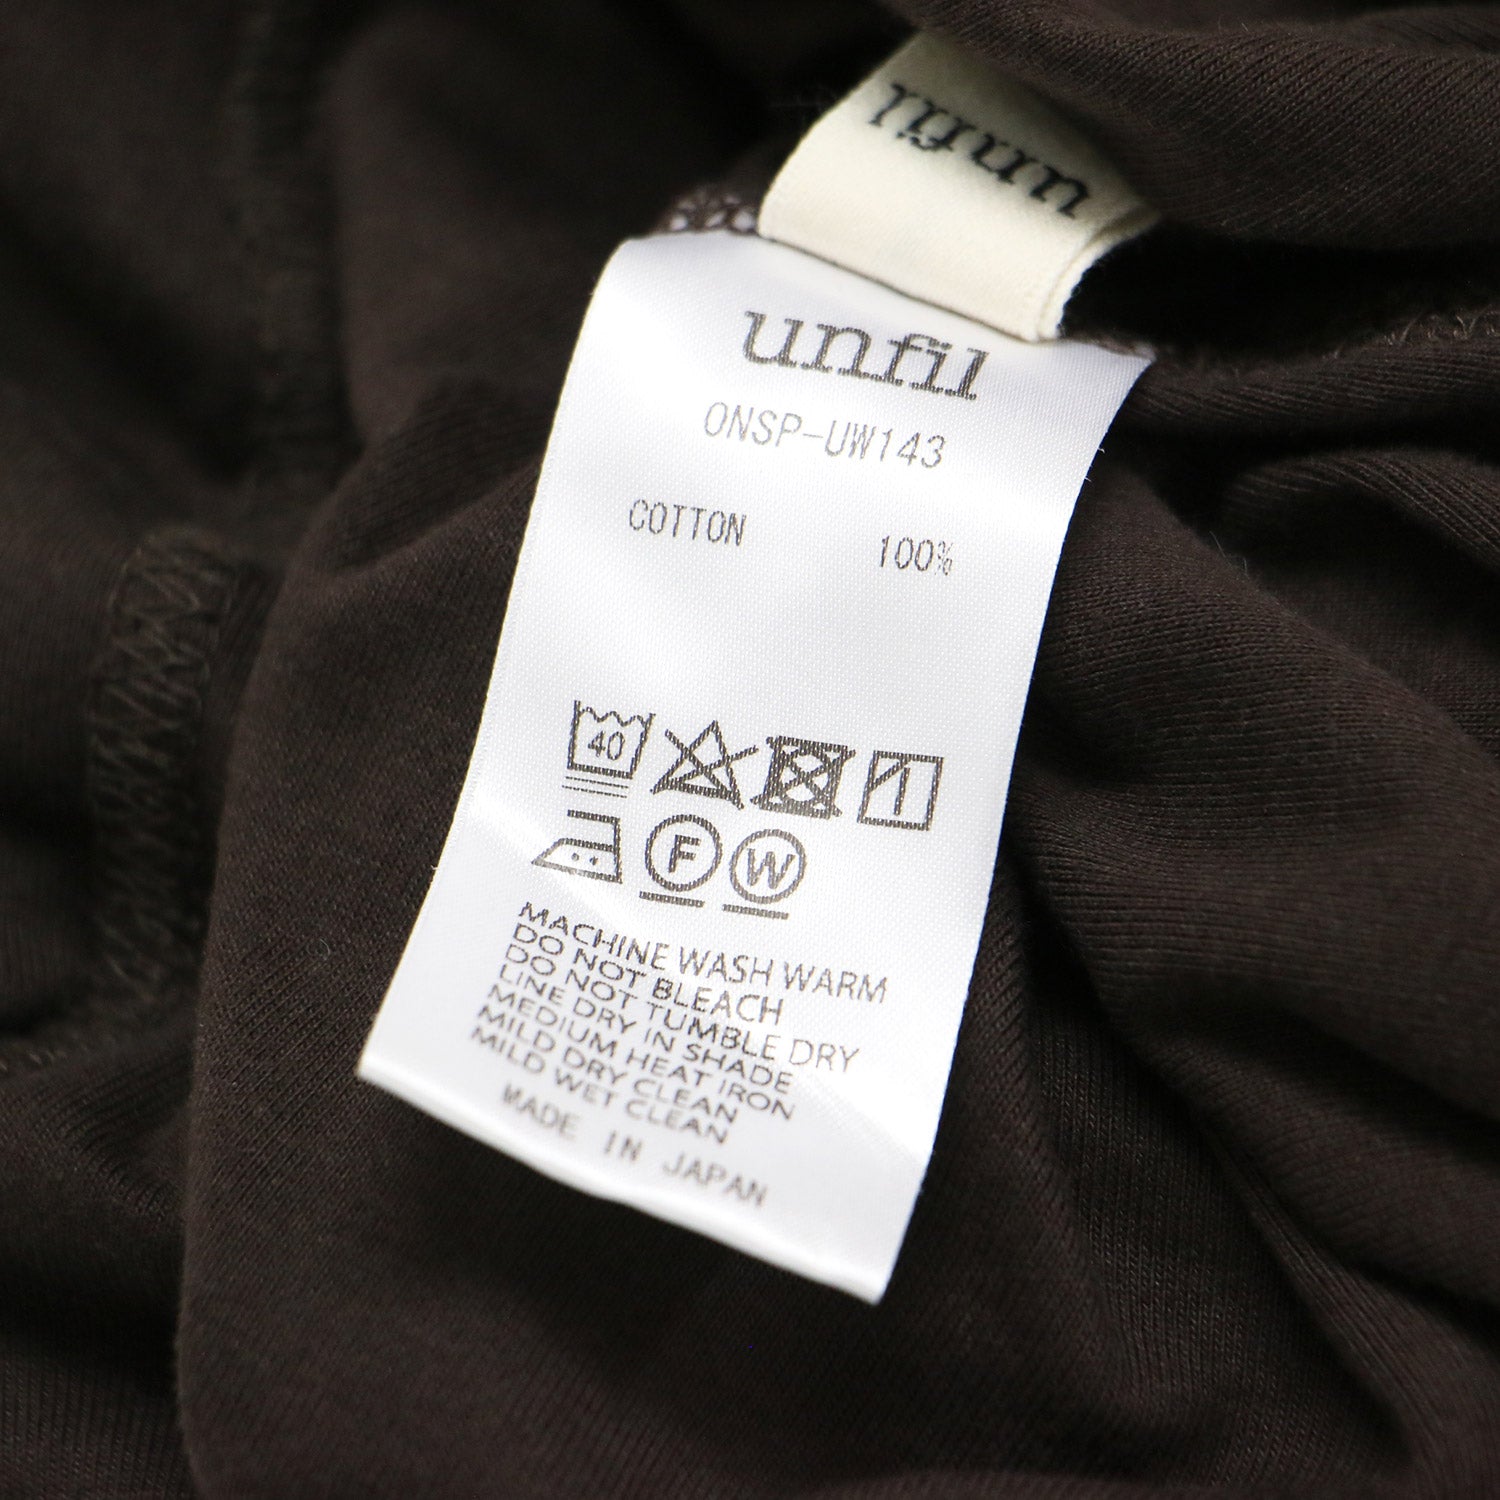 unfil
unfil
ONSP-UW143
COTTON 100%
40
F W
MACHINE WASH WARM
DO NOT BLEACH
DO NOT TUMBLE DRY
LINE DRY IN SHADE
MEDIUM HEAT IRON
MILD DRY CLEAN
MILD WET CLEAN
MADE IN JAPAN